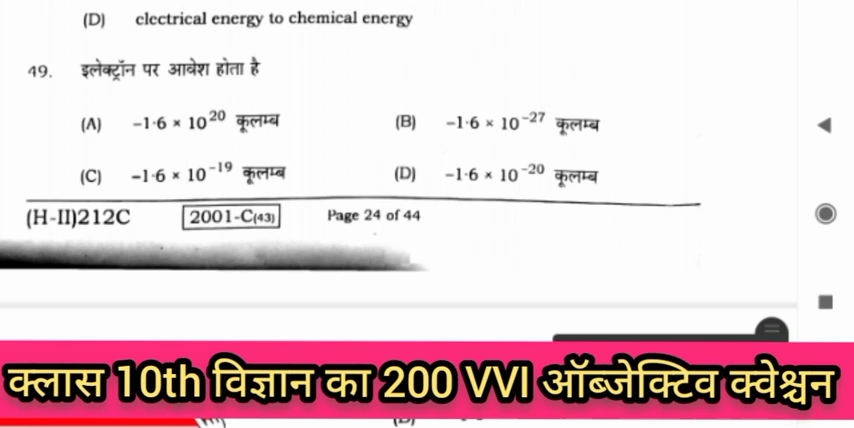 (D) electrical energy to chemical energy
49. इलेक्ट्रॉन पर आवेश होता है
(A) -1·6 × 10²⁰ कूलम्ब (B) -1·6 × 10⁻²⁷ कूलम्ब
(C) -1·6 × 10⁻¹⁹ कूलम्ब (D) -1·6 × 10⁻²⁰ कूलम्ब
(H-II)212C 2001-C(43) Page 24 of 44
क्लास 10th विज्ञान का 200 VVI ऑब्जेक्टिव क्वेश्चन